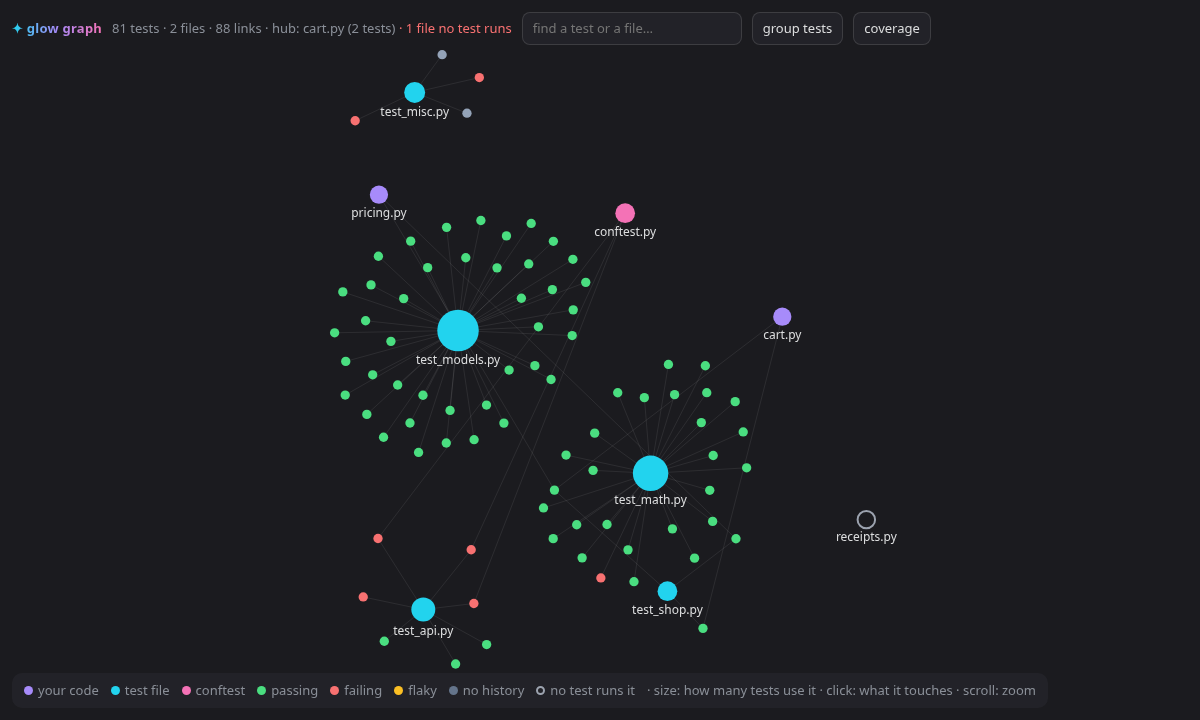 ✦ glow graph 81 tests · 2 files · 88 links · hub: cart.py (2 tests) · 1 file no test runs find a test or a file... group tests coverage
test_misc.py
pricing.py
conftest.py
cart.py
test_models.py
test_math.py
receipts.py
test_shop.py
test_api.py
your code test file conftest passing failing flaky no history no test runs it · size: how many tests use it · click: what it touches · scroll: zoom